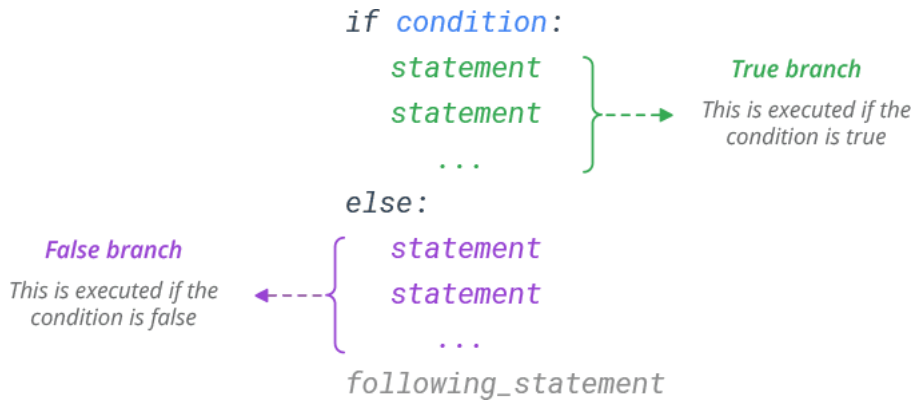 if condition:
statement
statement
...
True branch
This is executed if the
condition is true
else:
statement
statement
...
False branch
This is executed if the
condition is false
following_statement